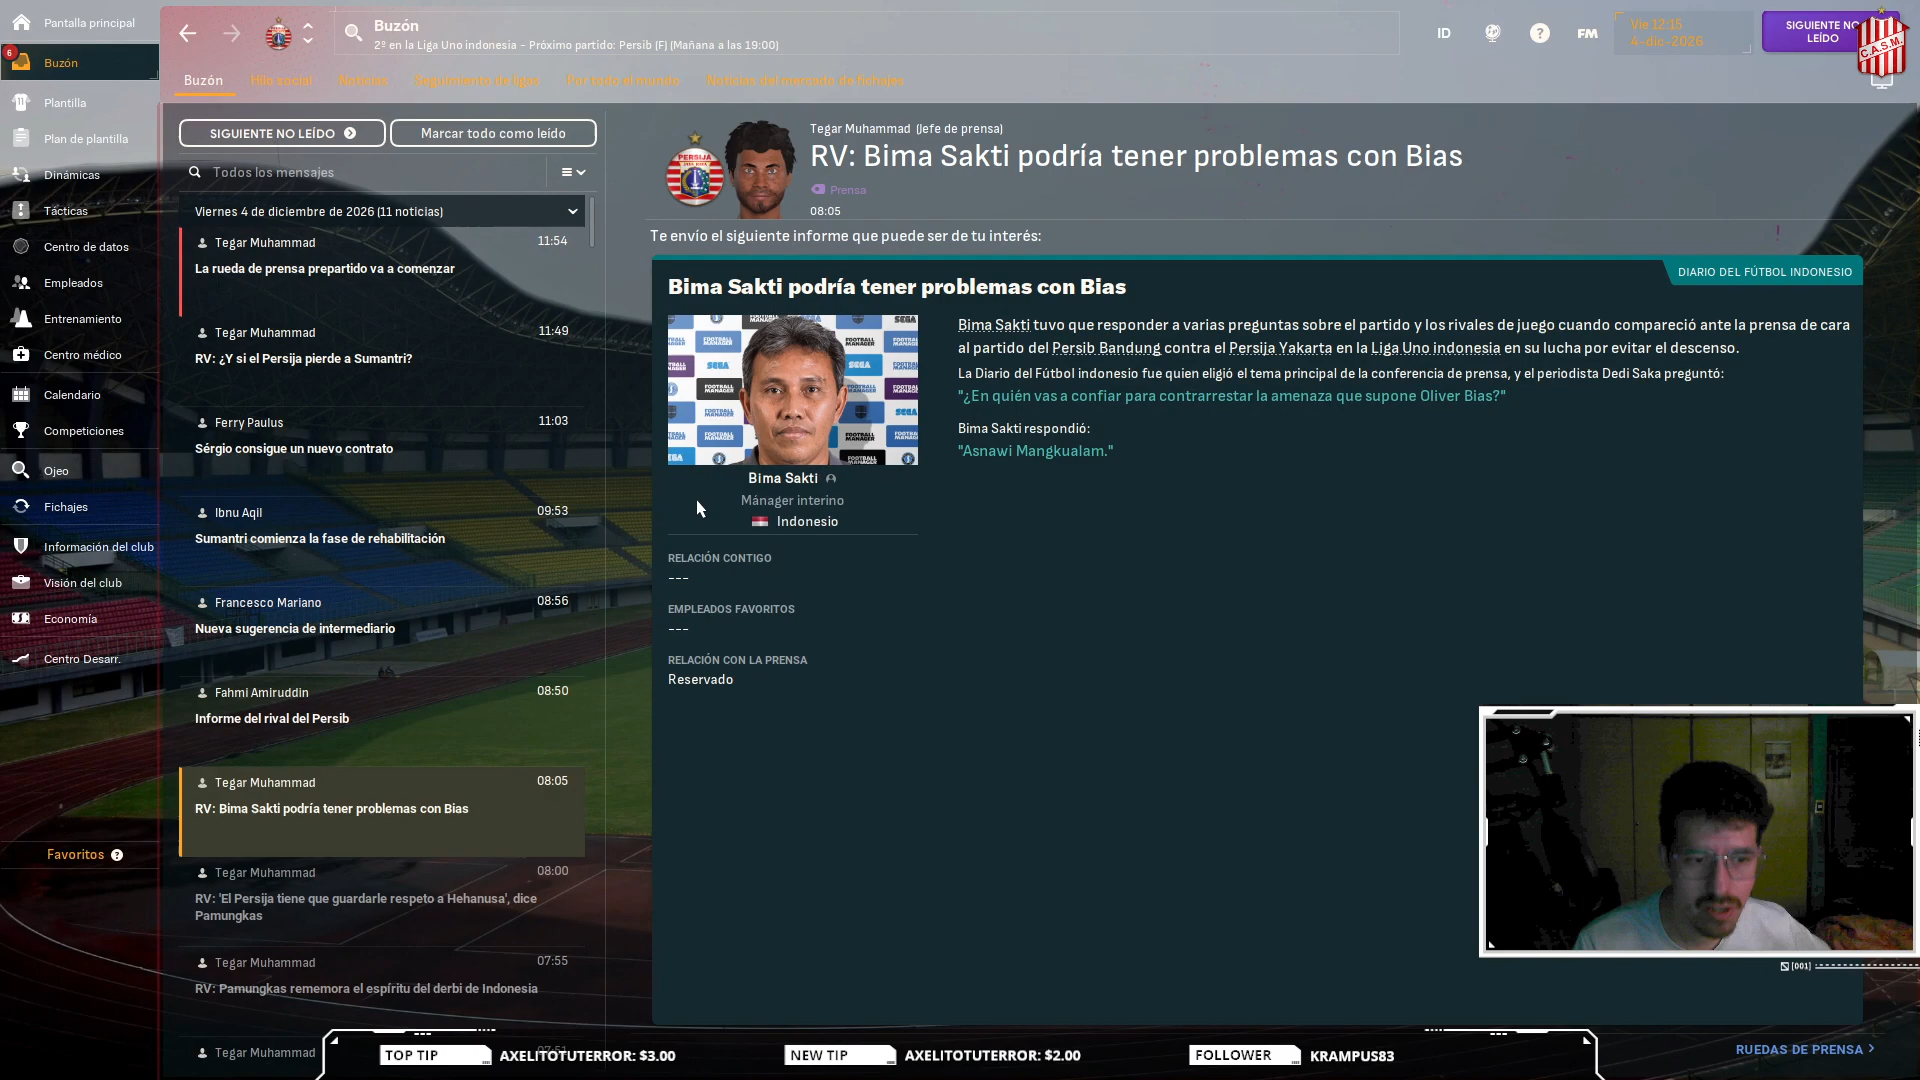 Pantalla principal
6
Buzón
Plantilla
Plan de plantilla
Dinámicas
Tácticas
Centro de datos
Empleados
Entrenamiento
Centro médico
Calendario
Competiciones
Ojeo
Fichajes
Información del club
Visión del club
Economía
Centro Desarr.
Favoritos ?
Buzón
2º en la Liga Uno indonesia - Próximo partido: Persib (F) (Mañana a las 19:00)
ID
?
FM
Vie 12:15
4-dic-2026
SIGUIENTE NO
LEÍDO
C.A.S.M.
Buzón
Hilo social
Noticias
Seguimiento de ligas
Por todo el mundo
Noticias del mercado de fichajes
SIGUIENTE NO LEÍDO
Marcar todo como leído
Todos los mensajes
Viernes 4 de diciembre de 2026 (11 noticias)
Tegar Muhammad
11:54
La rueda de prensa prepartido va a comenzar
Tegar Muhammad
11:49
RV: ¿Y si el Persija pierde a Sumantri?
Ferry Paulus
11:03
Sérgio consigue un nuevo contrato
Ibnu Aqil
09:53
Sumantri comienza la fase de rehabilitación
Francesco Mariano
08:56
Nueva sugerencia de intermediario
Fahmi Amiruddin
08:50
Informe del rival del Persib
Tegar Muhammad
08:05
RV: Bima Sakti podría tener problemas con Bias
Tegar Muhammad
08:00
RV: 'El Persija tiene que guardarle respeto a Hehanusa', dice
Pamungkas
Tegar Muhammad
07:55
RV: Pamungkas rememora el espíritu del derbi de Indonesia
Tegar Muhammad
07:51
PERSIJA
Tegar Muhammad (Jefe de prensa)
RV: Bima Sakti podría tener problemas con Bias
Prensa
08:05
Te envío el siguiente informe que puede ser de tu interés:
DIARIO DEL FÚTBOL INDONESIO
Bima Sakti podría tener problemas con Bias
FOOTBALL MANAGER
SEGA
Bima Sakti
Mánager interino
Indonesio
RELACIÓN CONTIGO
---
EMPLEADOS FAVORITOS
---
RELACIÓN CON LA PRENSA
Reservado
Bima Sakti tuvo que responder a varias preguntas sobre el partido y los rivales de juego cuando compareció ante la prensa de cara
al partido del Persib Bandung contra el Persija Yakarta en la Liga Uno indonesia en su lucha por evitar el descenso.
La Diario del Fútbol indonesio fue quien eligió el tema principal de la conferencia de prensa, y el periodista Dedi Saka preguntó:
"¿En quién vas a confiar para contrarrestar la amenaza que supone Oliver Bias?"
Bima Sakti respondió:
"Asnawi Mangkualam."
[001]
TOP TIP
AXELITOTUTERROR: $3.00
NEW TIP
AXELITOTUTERROR: $2.00
FOLLOWER
KRAMPUS83
RUEDAS DE PRENSA >